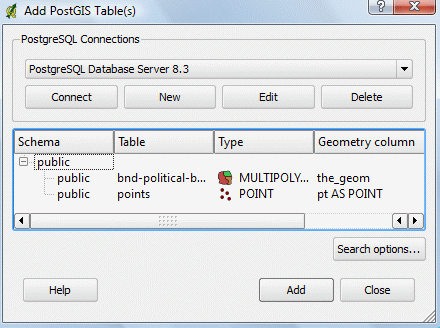 Add PostGIS Table(s)
PostgreSQL Connections
PostgreSQL Database Server 8.3
Connect New Edit Delete
Schema Table Type Geometry column
public
public bnd-political-b... MULTIPOLY... the_geom
public points POINT pt AS POINT
Search options...
Help Add Close